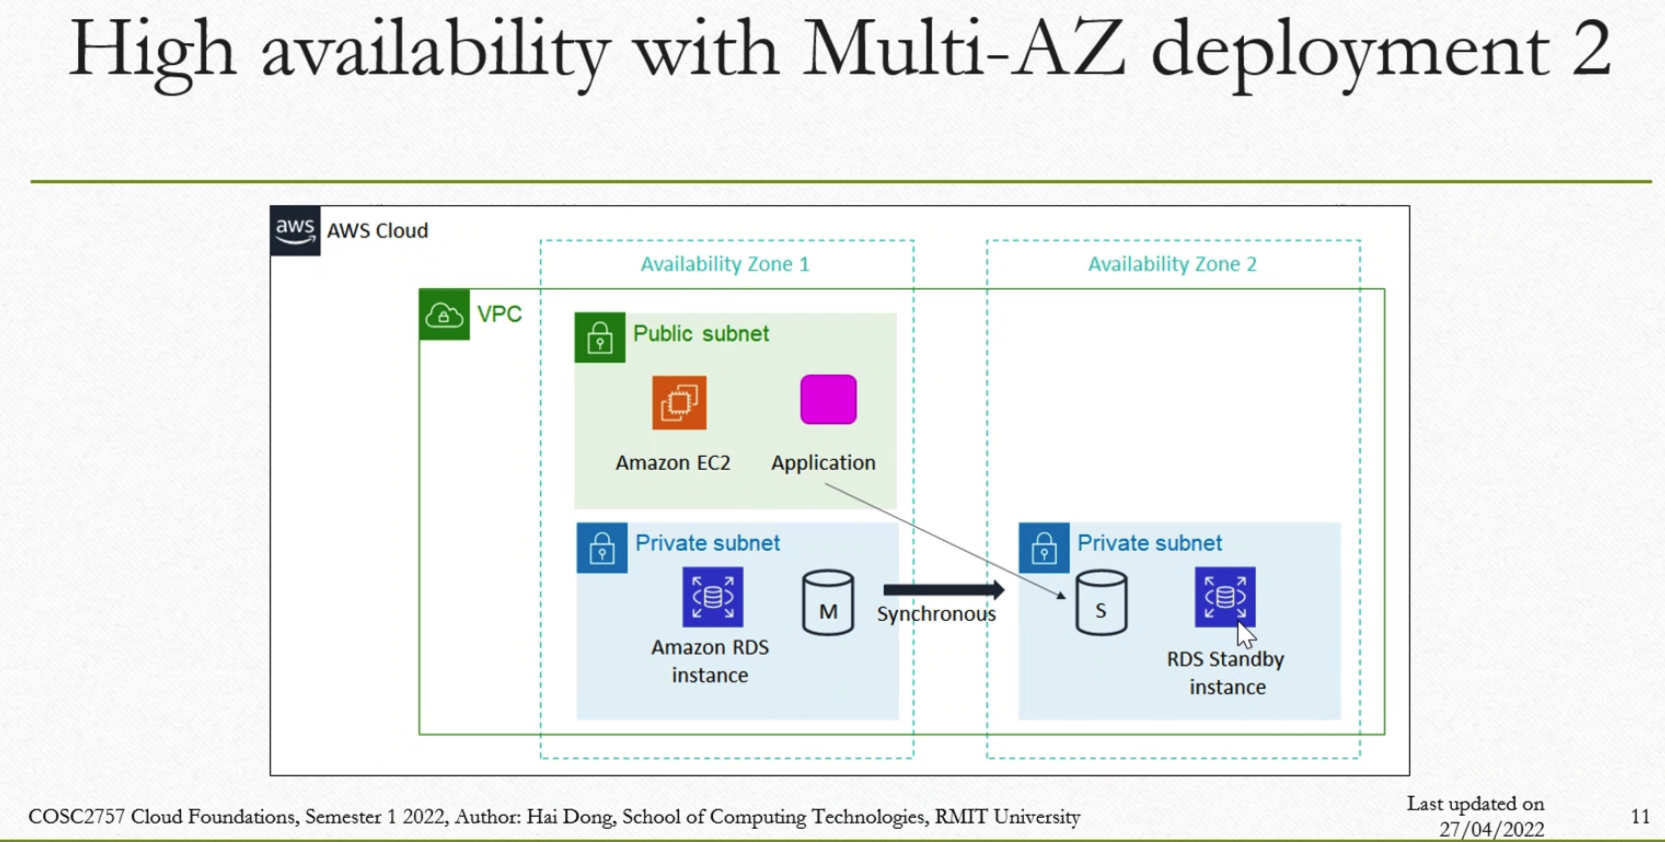 High availability with Multi-AZ deployment 2
aws
AWS Cloud
Availability Zone 1
Availability Zone 2
VPC
Public subnet
Amazon EC2
Application
Private subnet
Private subnet
M
Synchronous
S
Amazon RDS
instance
RDS Standby
instance
COSC2757 Cloud Foundations, Semester 1 2022, Author: Hai Dong, School of Computing Technologies, RMIT University
Last updated on
27/04/2022
11